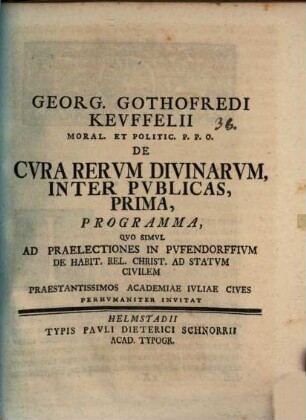 GEORG. GOTHOFREDI
KEVFFELII
36.
MORAL. ET POLITIC. P. P. O.
DE
CVRA RERVM DIVINARVM,
INTER PVBLICAS,
PRIMA,
PROGRAMMA,
QVO SIMVL
AD PRAELECTIONES IN PVFENDORFFIVM
DE HABIT. REL. CHRIST. AD STATVM
CIVILEM
PRAESTANTISSIMOS ACADEMIAE IVLIAE CIVES
PERHVMANITER INVITAT
HELMSTADII
TYPIS PAVLI DIETERICI SCHNORRII
ACAD. TYPOGR.